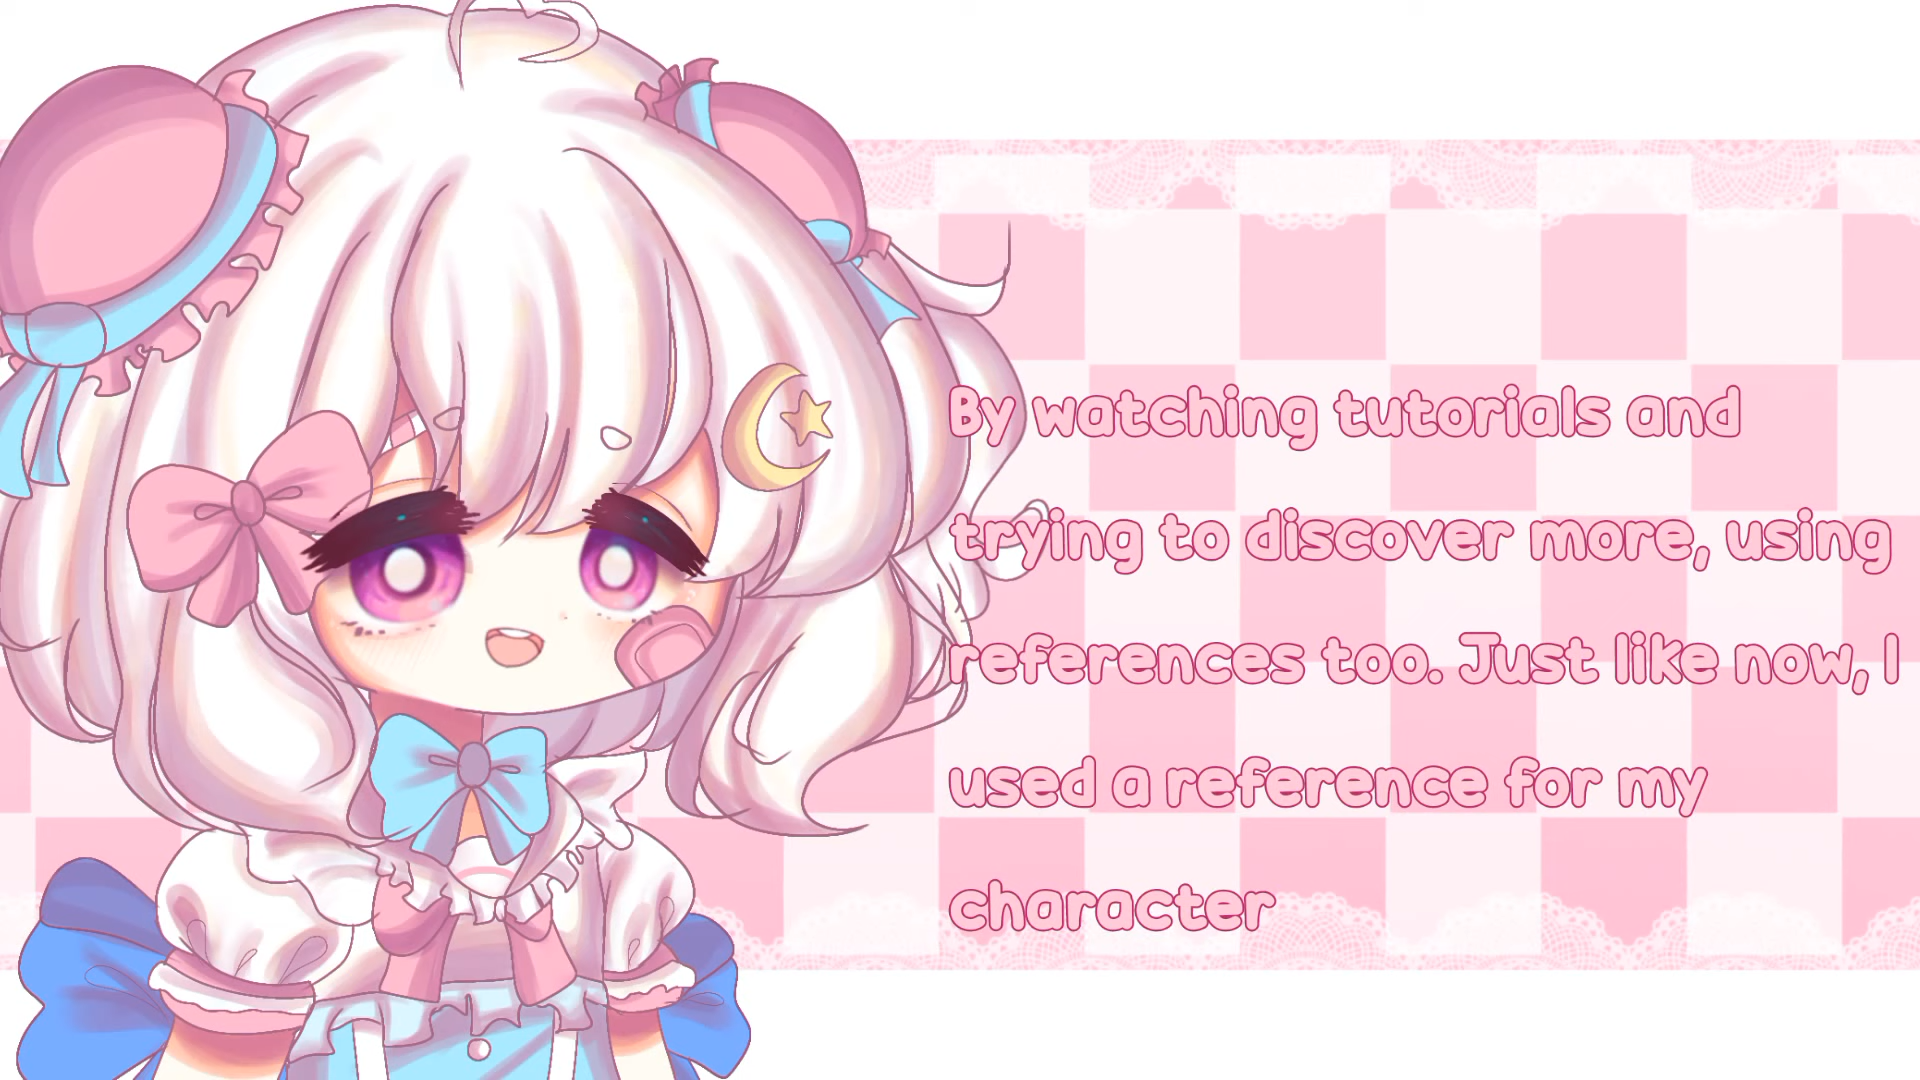 By watching tutorials and
trying to discover more, using
references too. Just like now, I
used a reference for my
character